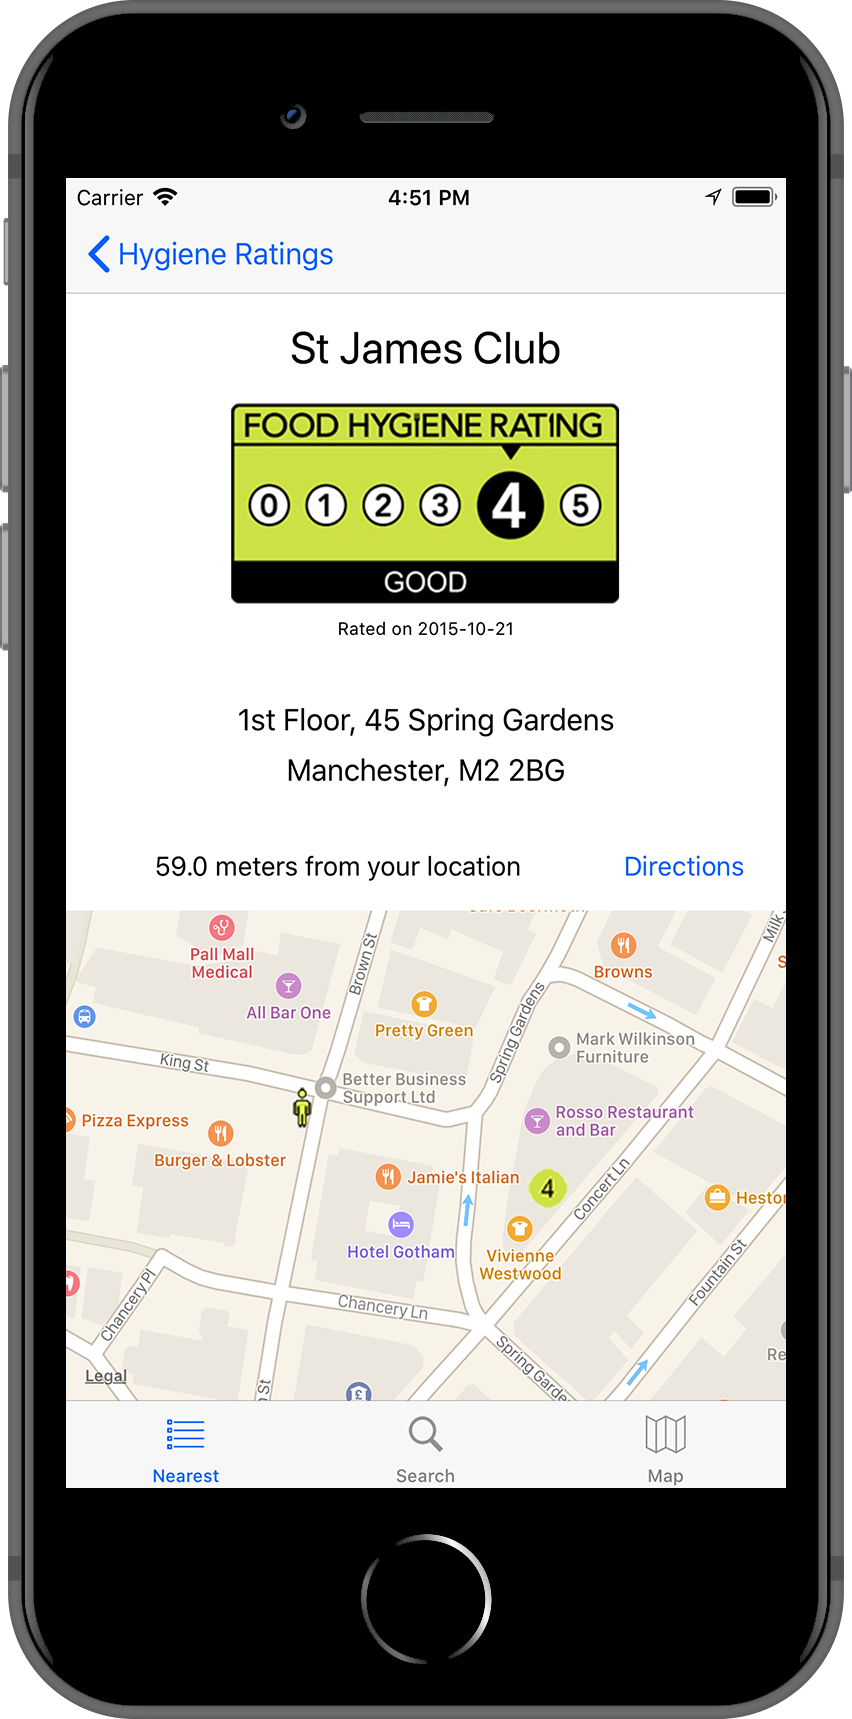 Carrier
4:51 PM
Hygiene Ratings
St James Club
FOOD HYGIENE RATING
0 1 2 3 4 5
GOOD
Rated on 2015-10-21
1st Floor, 45 Spring Gardens
Manchester, M2 2BG
59.0 meters from your location
Directions
Pall Mall
Medical
Brown St
Browns
Milk
All Bar One
Pretty Green
Spring Gardens
Mark Wilkinson
Furniture
King St
Better Business
Support Ltd
Pizza Express
Rosso Restaurant
and Bar
Burger & Lobster
Jamie's Italian
4
Concert Ln
Hotel Gotham
Vivienne
Westwood
Fountain St
Chancery Pl
Chancery Ln
Spring Garde
St
Legal
£
Nearest
Search
Map